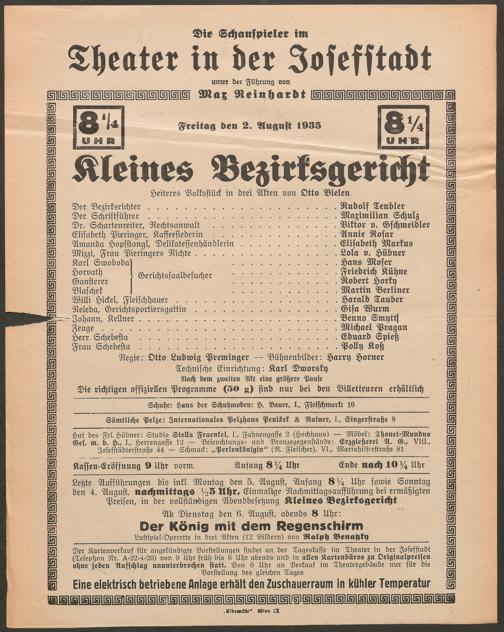 Die Schauspieler im
Theater in der Josefstadt
unter der Führung von
Max Reinhardt
8 1/4 UHR
Freitag den 2. August 1935
8 1/4 UHR
Kleines Bezirksgericht
Heiteres Volksstück in drei Akten von Otto Bielen
Der Bezirksrichter . . . Rudolf Teubler
Der Schriftführer . . . Maximilian Schulz
Dr. Schartenreiter, Rechtsanwalt . . . Viktor v. Gschmeidler
Elisabeth Pieringer, Kaffeesiederin . . . Annie Rosar
Amanda Hopfstangl, Delikatessenhändlerin . . . Elisabeth Markus
Mizzi, Frau Pieringers Nichte . . . Lola v. Hübner
Karl Swoboda . . . Hans Moser
Horvath . . . Friedrich Kühne
Gansterer . . . Robert Horky
Blaschek . . . Martin Berliner
Gerichtssaalbesucher
Willi Hickel, Fleischhauer . . . Harald Tauber
Neleba, Gerichtsportiersgattin . . . Gisa Wurm
Johann, Kellner . . . Benno Smytt
Zeuge . . . Michael Pragan
Herr Schebesta . . . Eduard Spieß
Frau Schebesta . . . Polly Koß
Regie: Otto Ludwig Preminger — Bühnenbilder: Harry Horner
Technische Einrichtung: Karl Dworsky
Nach dem zweiten Akt eine größere Pause
Die richtigen offiziellen Programme (50 g) sind nur bei den Billetteuren erhältlich
Schuhe: Haus der Schuhmoden: H. Bauer, I., Fleischmarkt 16
Sämtliche Pelze: Internationales Pelzhaus Penižek & Rainer, I., Singerstraße 8
Hut des Frl. Hübner: Studio Stella Fraenkel, I., Fahnengasse 2 (Hochhaus) — Möbel: Thonet-Mundus
Ges. m. b. H., I., Herrengasse 12 — Beleuchtungs- und Bronzegegenstände: Erzgießerei A. G., VIII.,
Josefstädterstraße 44 — Schmuck: „Perlenkönigin" (R. Fleischer), VI., Mariahilferstraße 81
Kassen-Eröffnung 9 Uhr vorm. Anfang 8 1/4 Uhr Ende nach 10 1/4 Uhr
Letzte Aufführungen bis inkl. Montag den 5. August, Anfang 8 1/4 Uhr sowie Sonntag
den 4. August, nachmittags 1/2 5 Uhr, Einmalige Nachmittagsaufführung bei ermäßigten
Preisen, in der vollständigen Abendbesetzung Kleines Bezirksgericht
Ab Dienstag den 6. August, abends 8 Uhr:
Der König mit dem Regenschirm
Lustspiel-Operette in drei Akten (12 Bildern) von Ralph Benatzky
Der Kartenverkauf für angekündigte Vorstellungen findet an der Tageskasse im Theater in der Josefstadt
(Telephon Nr. A-22-4-20) von 9 Uhr früh bis 6 Uhr abends und in allen Kartenbüros zu Originalpreisen
ohne jeden Aufschlag ununterbrochen statt. Von 6 Uhr an Verkauf im Theatergebäude nur für die
Vorstellung des gleichen Tages
Eine elektrisch betriebene Anlage erhält den Zuschauerraum in kühler Temperatur
„Elbemühl" Wien IX